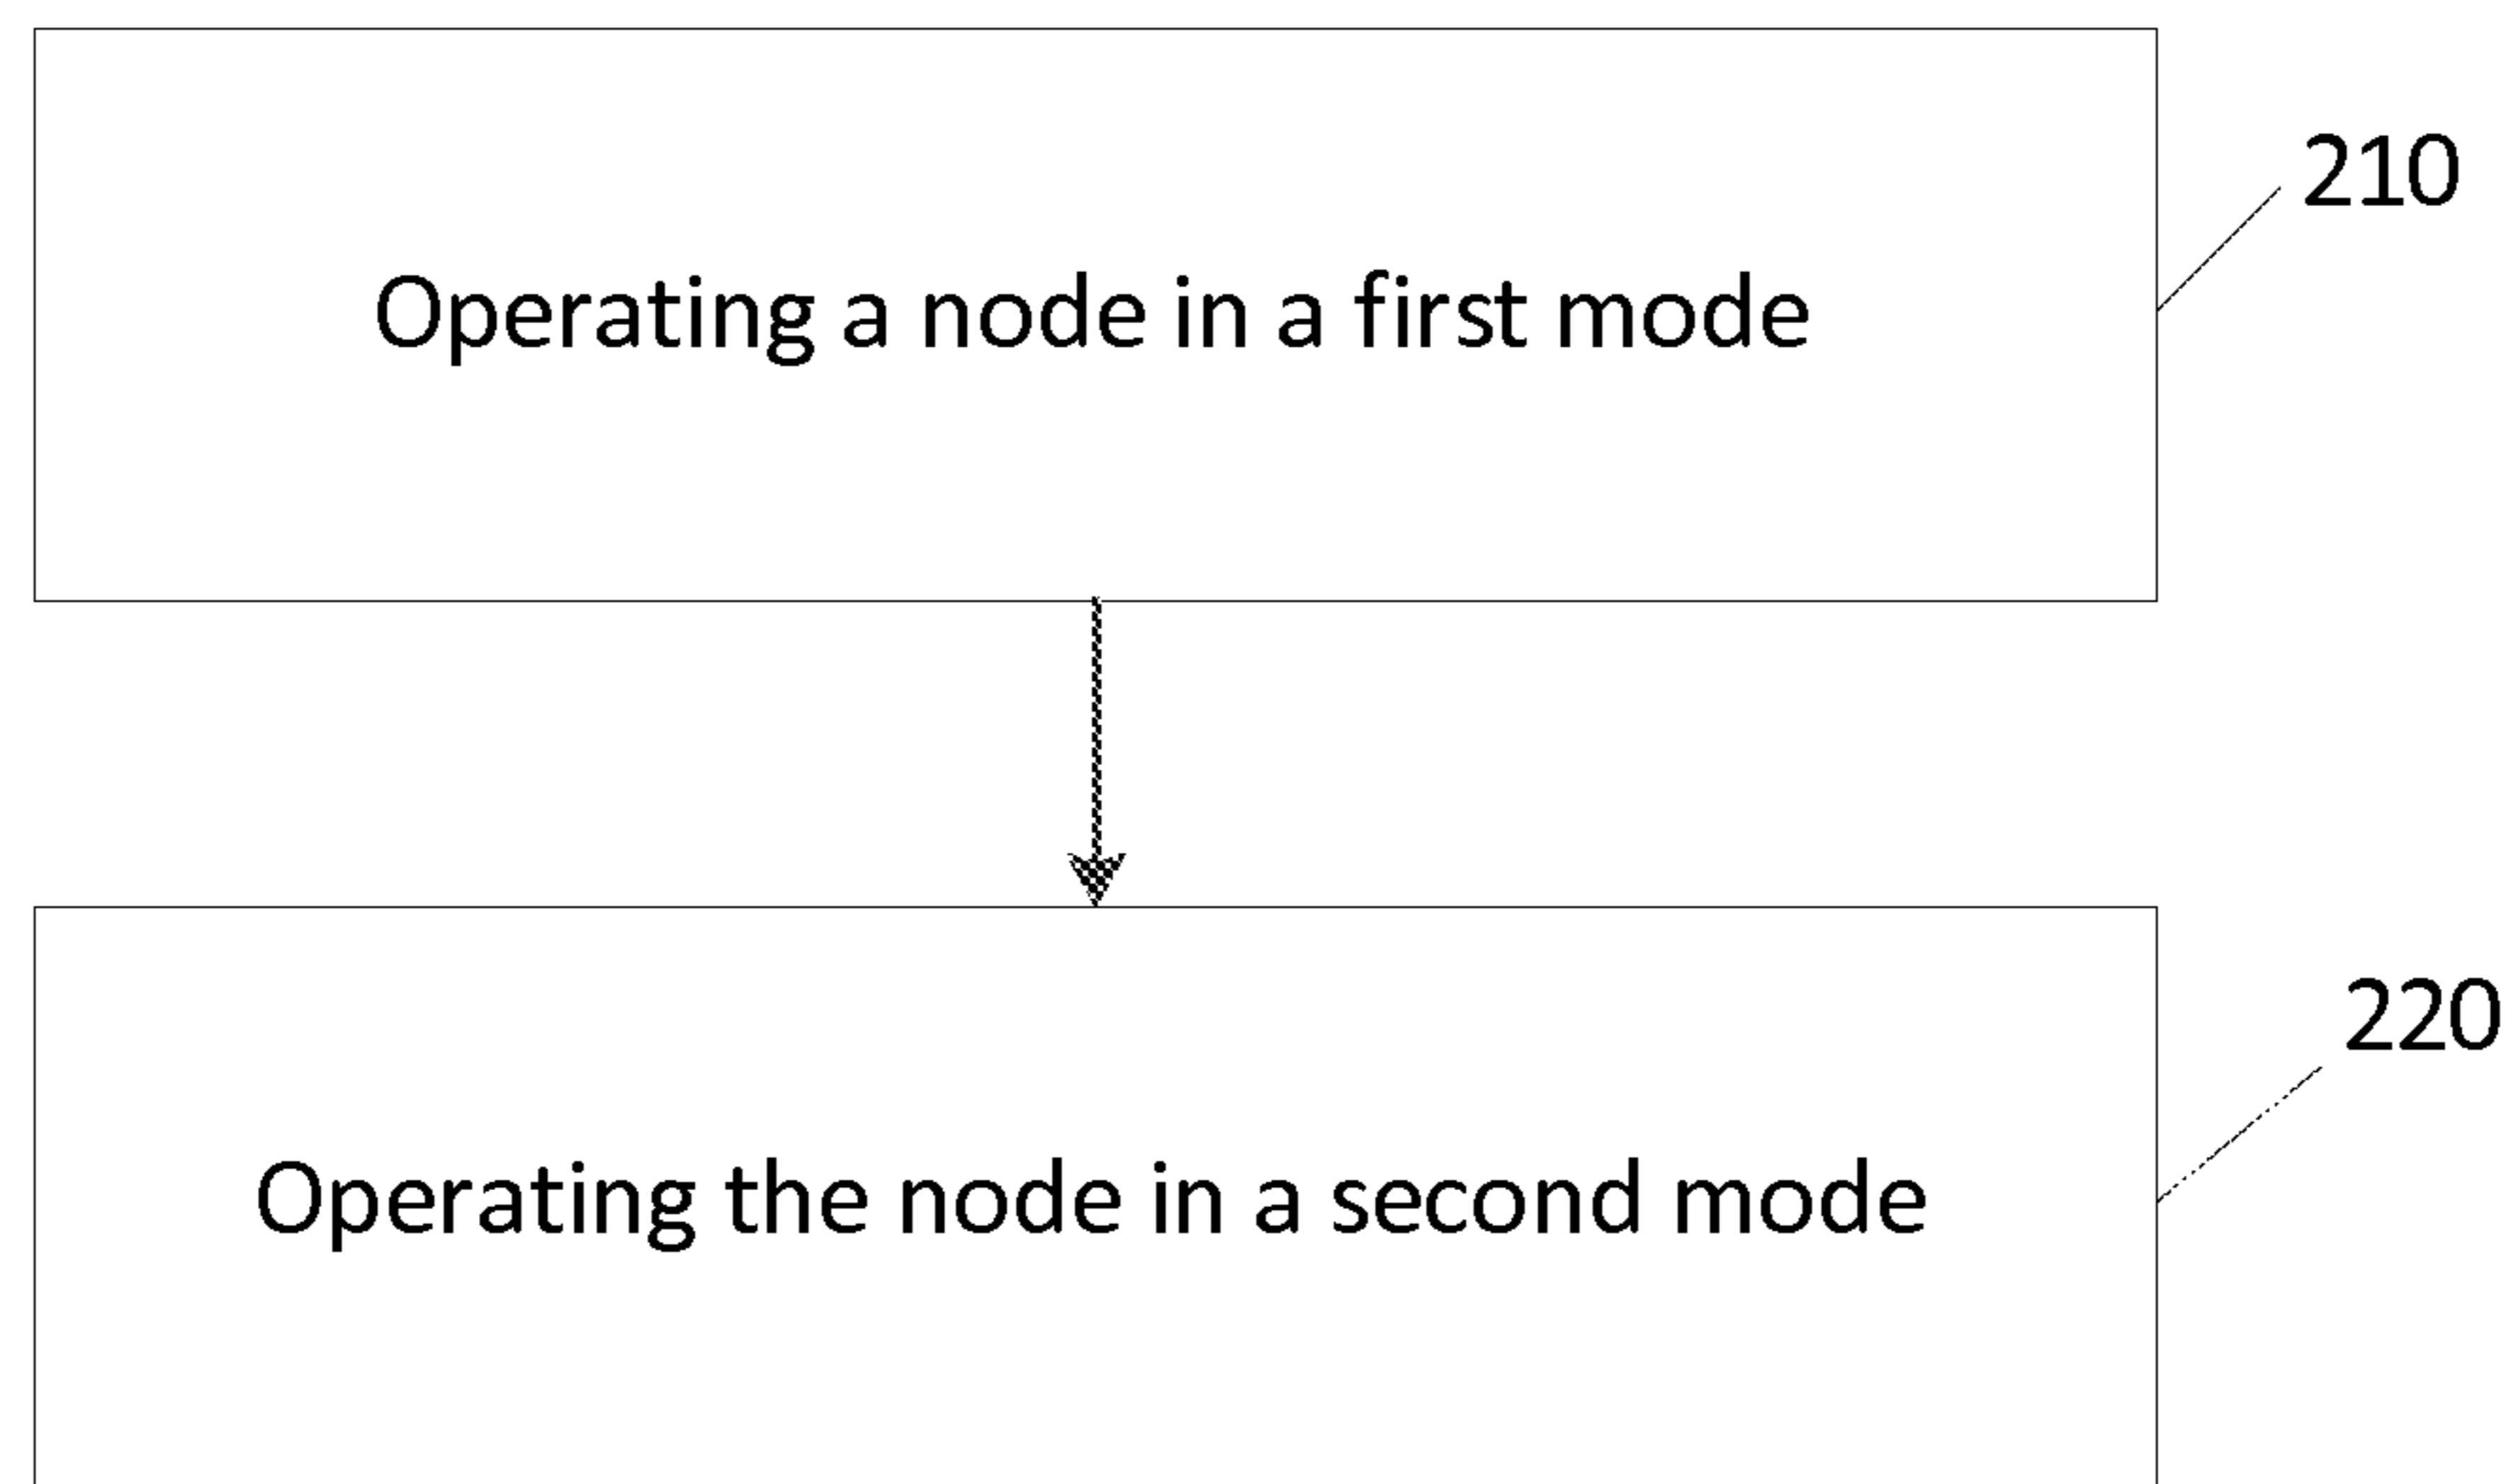 210
Operating a node in a first mode
220
Operating the node in a second mode